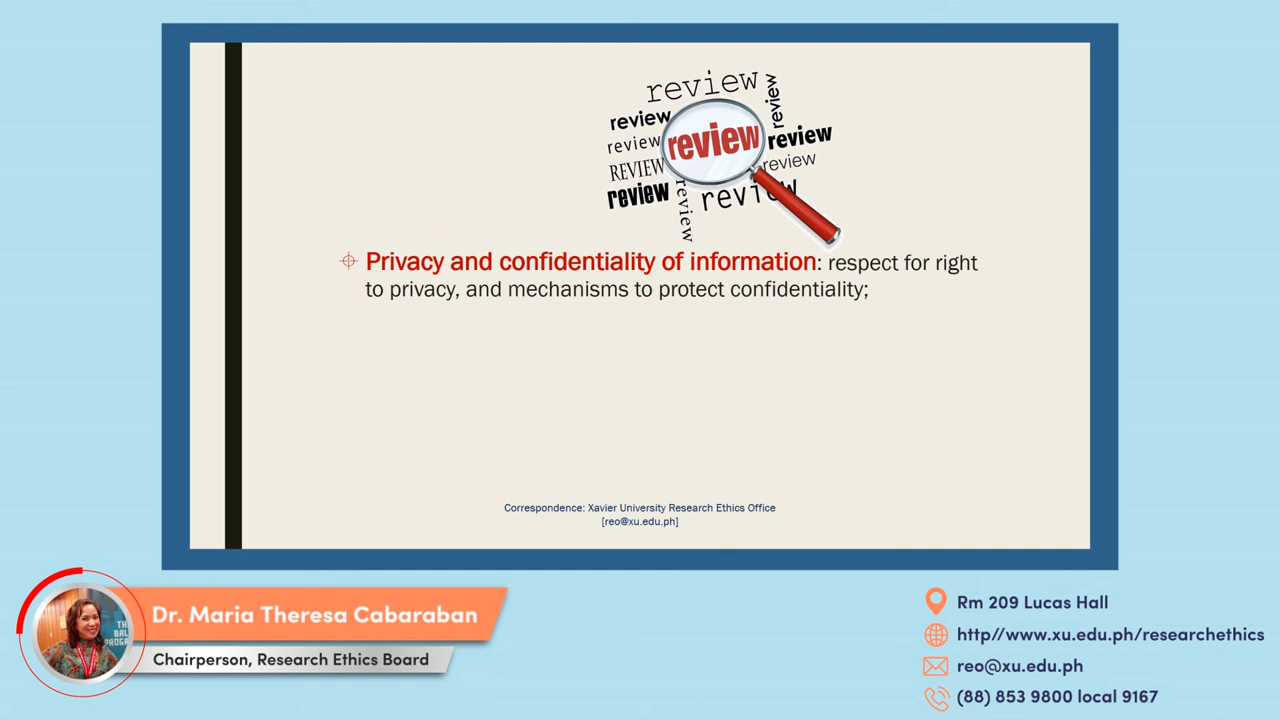 review
review
review
review
review
review
REVIEW
review
review
review
review
review
Privacy and confidentiality of information: respect for right
to privacy, and mechanisms to protect confidentiality;
Correspondence: Xavier University Research Ethics Office
[reo@xu.edu.ph]
Dr. Maria Theresa Cabaraban
Chairperson, Research Ethics Board
Rm 209 Lucas Hall
http//www.xu.edu.ph/researchethics
reo@xu.edu.ph
(88) 853 9800 local 9167